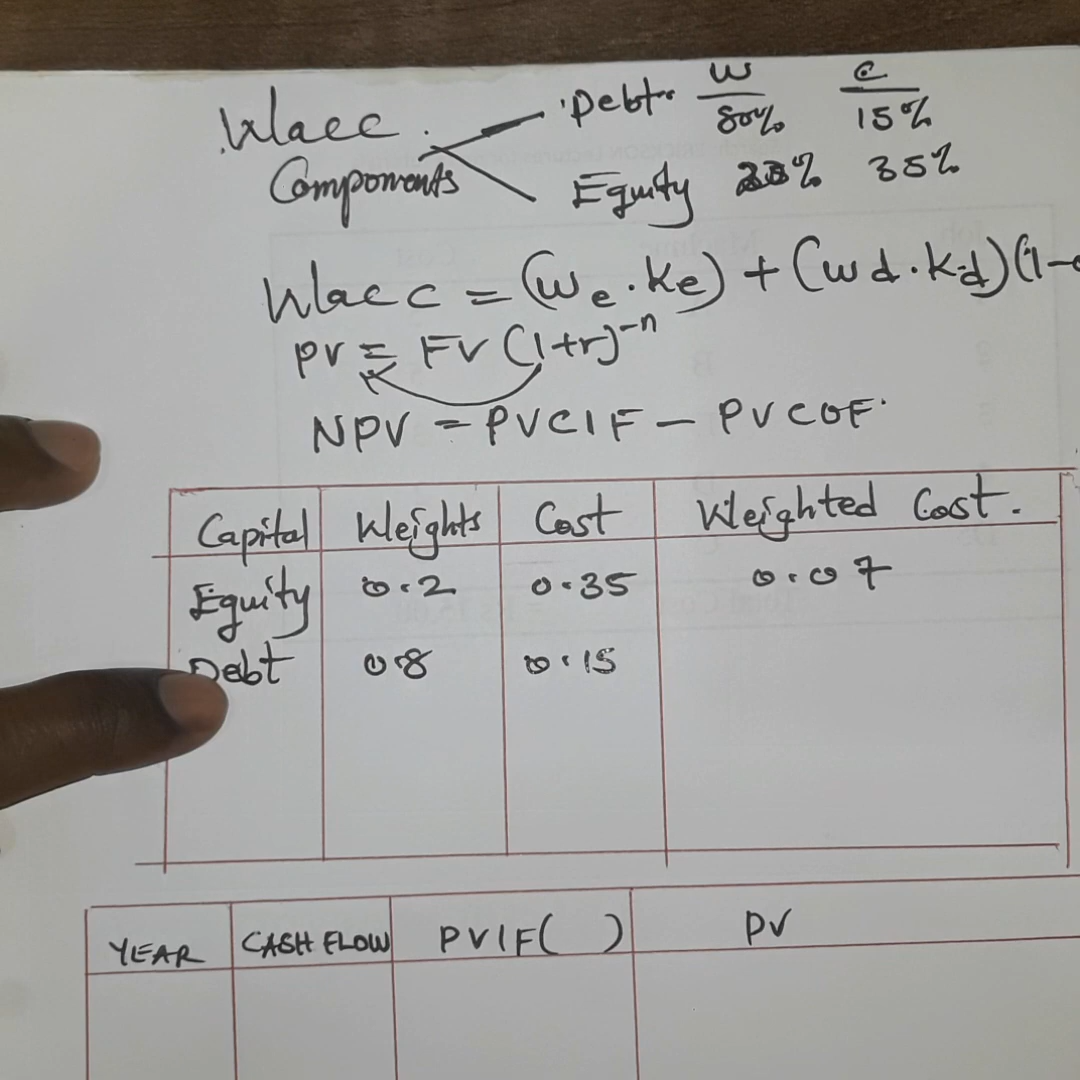 Wacc. Debt W 80% C 15%
Components Equity 20% 35%
Wacc = (We.Ke) + (Wd.Kd)(1-
PV = FV (1+r)^-n
NPV = PVCIF - PVCOF.
Capital Weights Cost Weighted Cost.
Equity 0.2 0.35 0.07
Debt 0.8 0.15
YEAR CASH FLOW PVIF( ) PV